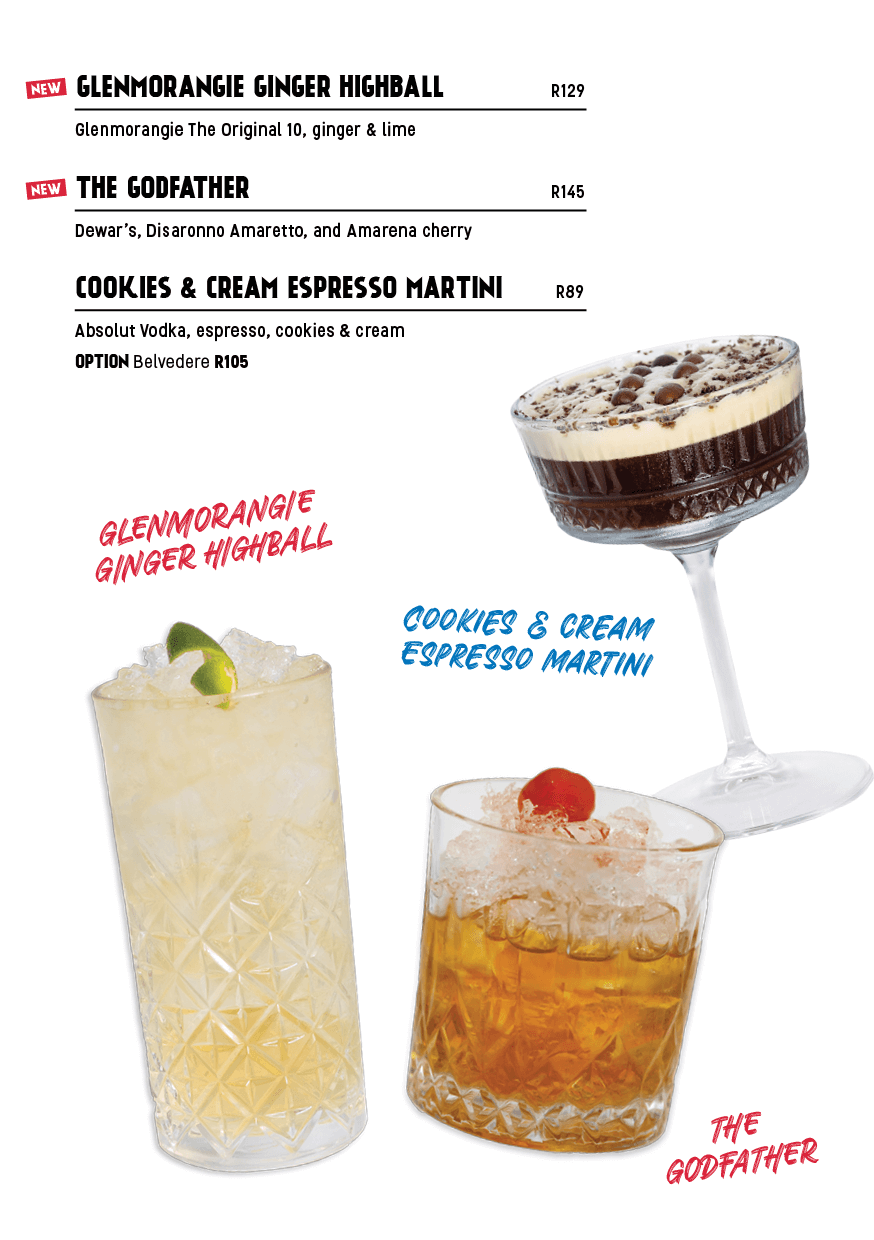 NEW GLENMORANGIE GINGER HIGHBALL R129
Glenmorangie The Original 10, ginger & lime
NEW THE GODFATHER R145
Dewar's, Disaronno Amaretto, and Amarena cherry
COOKIES & CREAM ESPRESSO MARTINI R89
Absolut Vodka, espresso, cookies & cream
OPTION Belvedere R105
GLENMORANGIE
GINGER HIGHBALL
COOKIES & CREAM
ESPRESSO MARTINI
THE
GODFATHER